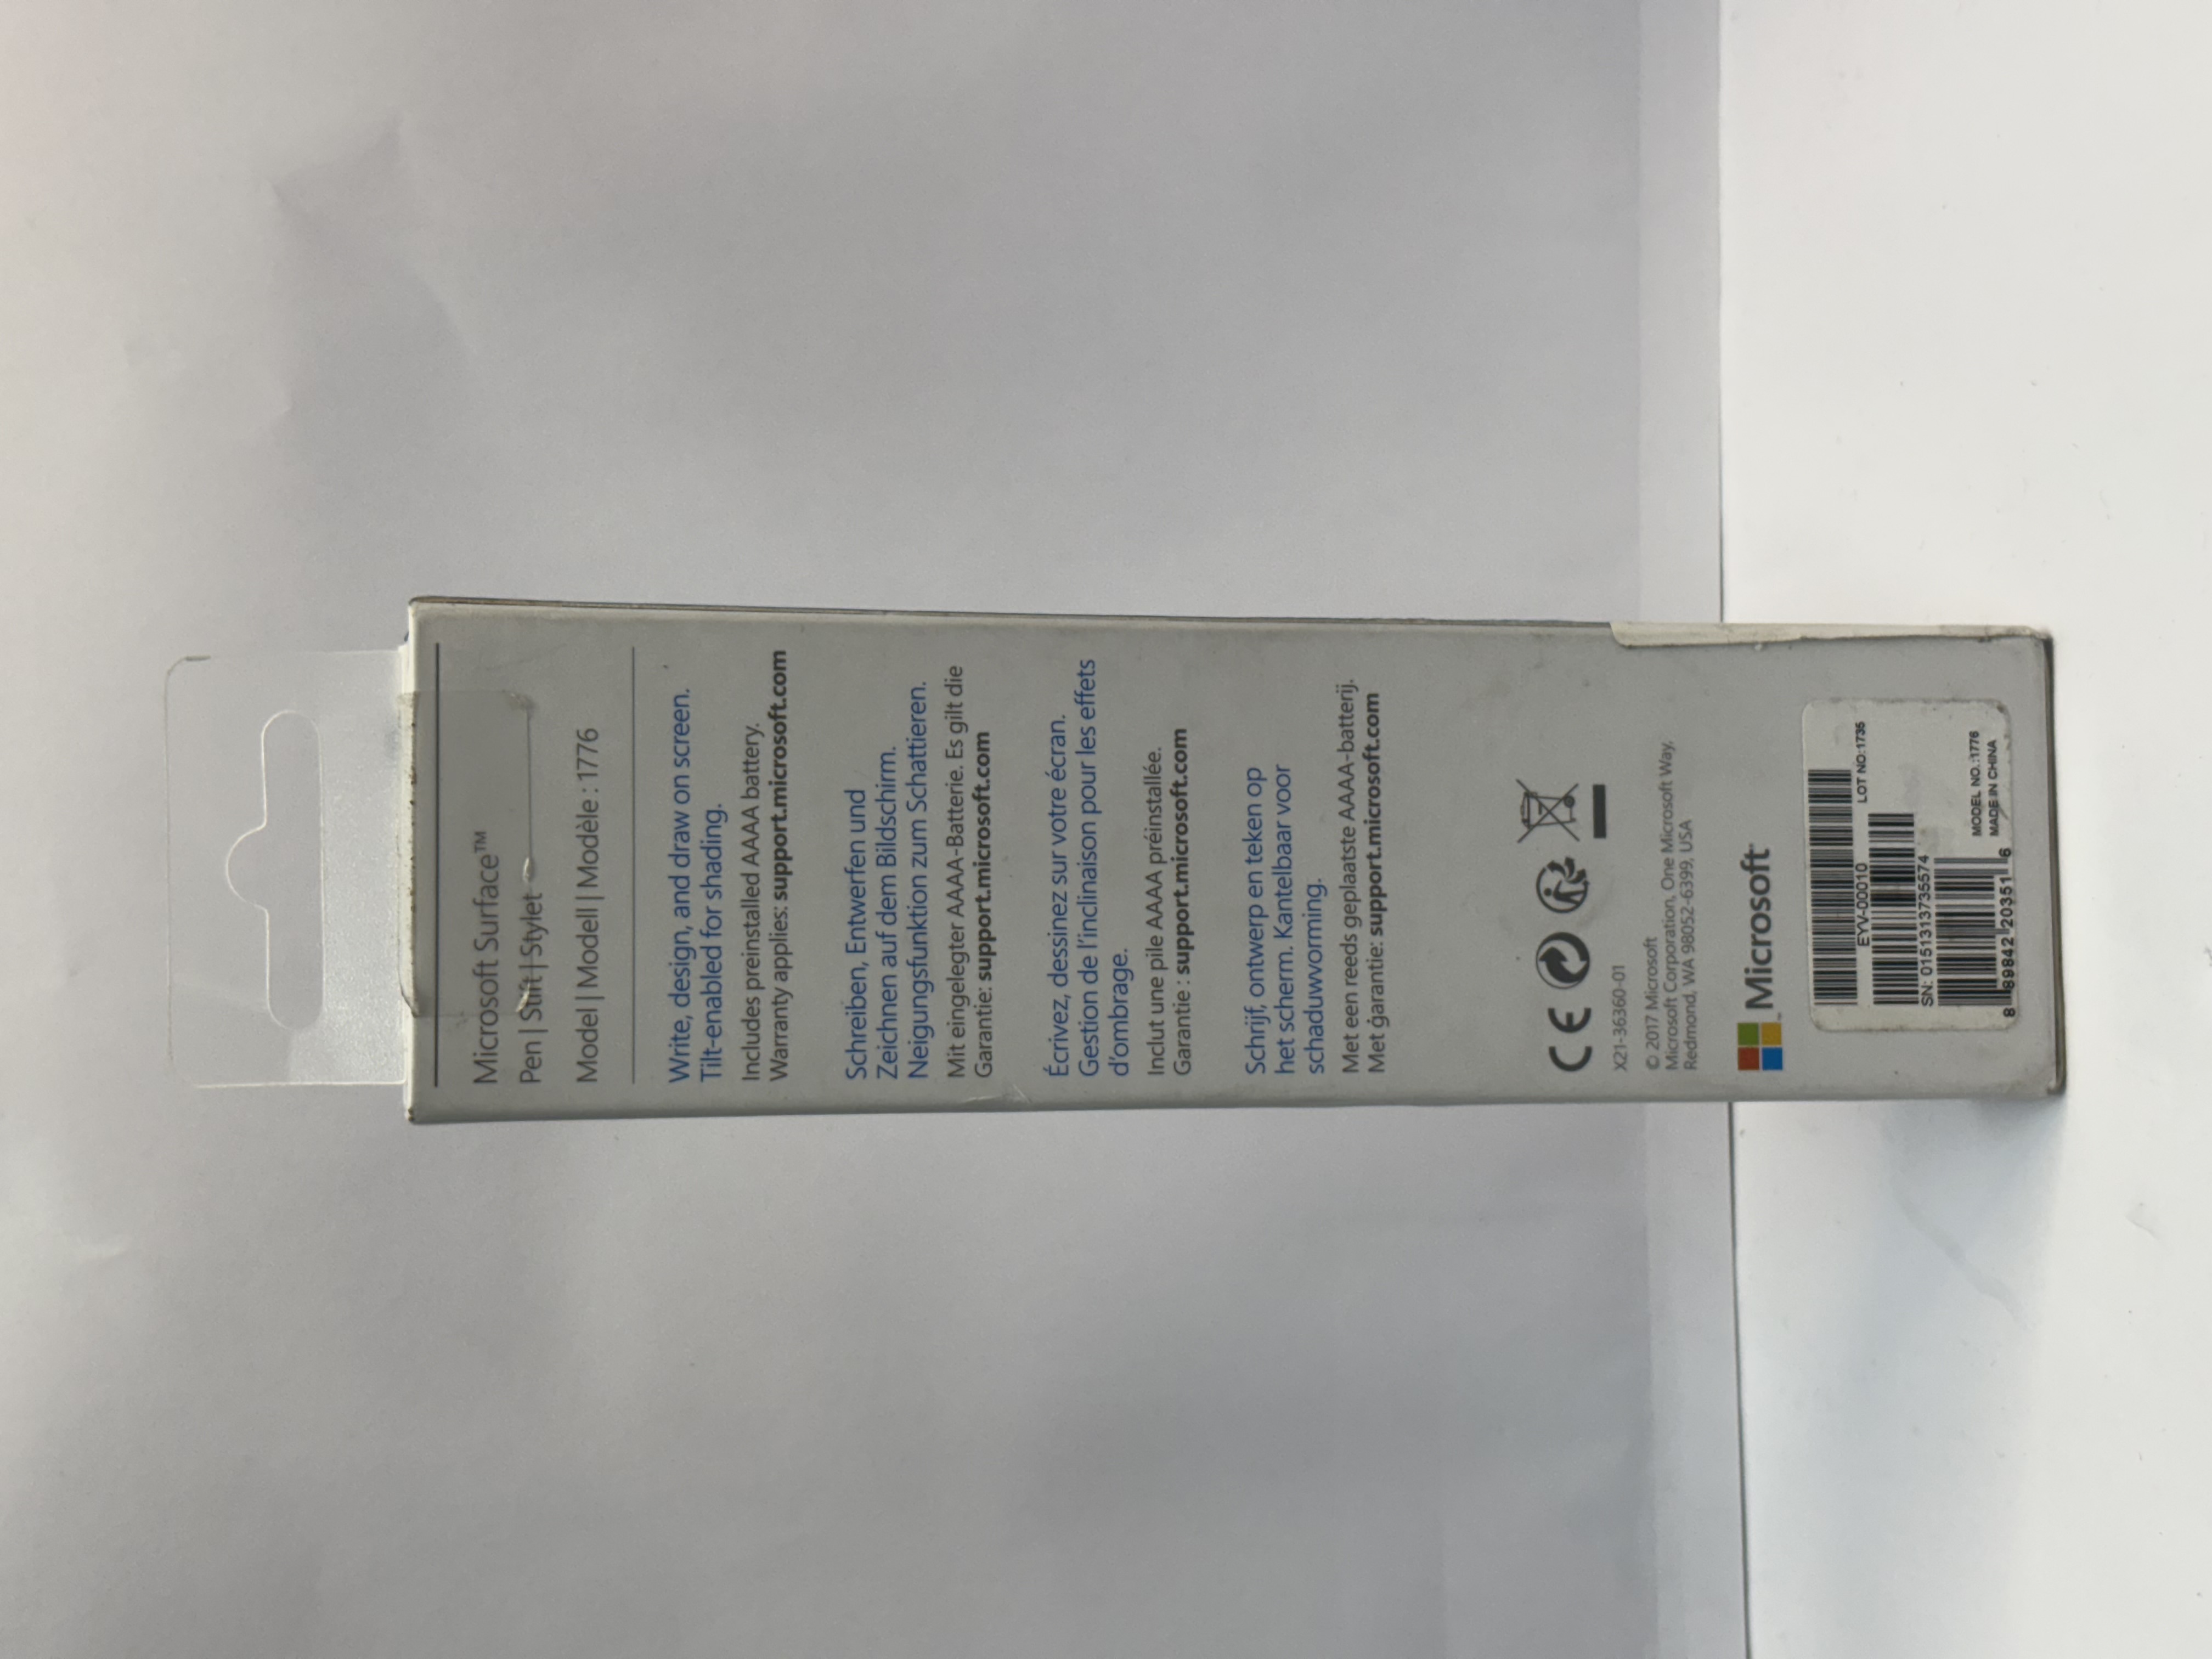 Microsoft Surface™
Pen | Stift | Stylet
Model | Modell | Modèle : 1776
Write, design, and draw on screen.
Tilt-enabled for shading.
Includes preinstalled AAAA battery.
Warranty applies: support.microsoft.com
Schreiben, Entwerfen und
Zeichnen auf dem Bildschirm.
Neigungsfunktion zum Schattieren.
Mit eingelegter AAAA-Batterie. Es gilt die
Garantie: support.microsoft.com
Écrivez, dessinez sur votre écran.
Gestion de l'inclinaison pour les effets
d'ombrage.
Inclut une pile AAAA préinstallée.
Garantie : support.microsoft.com
Schrijf, ontwerp en teken op
het scherm. Kantelbaar voor
schaduwvorming.
Met een reeds geplaatste AAAA-batterij.
Met garantie: support.microsoft.com
CE
X21-36360-01
© 2017 Microsoft
Microsoft Corporation, One Microsoft Way,
Redmond, WA 98052-6399, USA
Microsoft
EYV-00010 LOT NO:1735
SN: 015131373557​4
MODEL NO.:1776
MADE IN CHINA
8 89842 20351 6